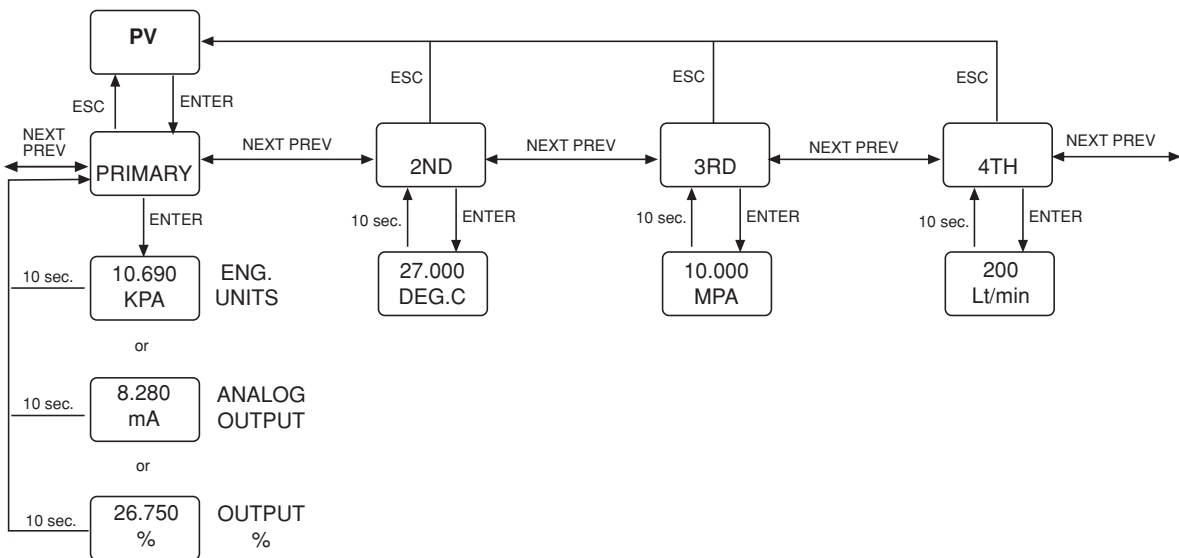 PV
ESC
ESC
ESC
ESC
ENTER
NEXT
PREV
PRIMARY
NEXT PREV
2ND
NEXT PREV
3RD
NEXT PREV
4TH
NEXT PREV
ENTER
10 sec.
ENTER
10 sec.
ENTER
10 sec.
ENTER
10 sec.
10.690
KPA
ENG.
UNITS
27.000
DEG.C
10.000
MPA
200
Lt/min
or
10 sec.
8.280
mA
ANALOG
OUTPUT
or
10 sec.
26.750
%
OUTPUT
%